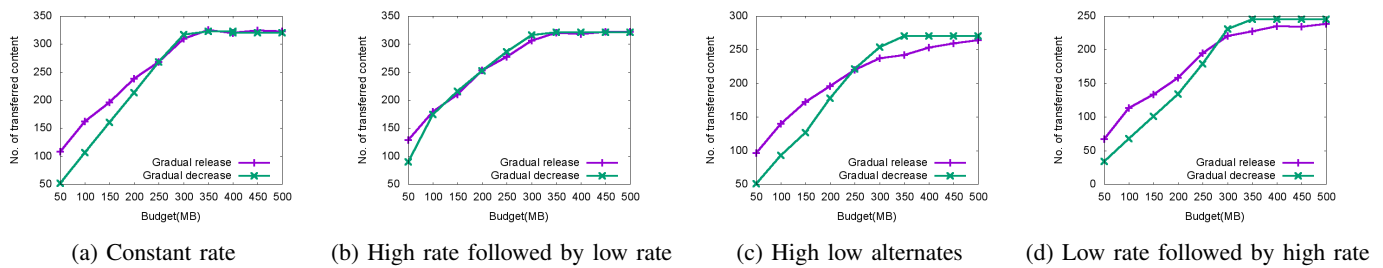 350
300
250
200
150
100
50
No. of transferred content
Gradual release
Gradual decrease
50 100 150 200 250 300 350 400 450 500
Budget(MB)
(a) Constant rate
350
300
250
200
150
100
50
No. of transferred content
Gradual release
Gradual decrease
50 100 150 200 250 300 350 400 450 500
Budget(MB)
(b) High rate followed by low rate
300
250
200
150
100
50
No. of transferred content
Gradual release
Gradual decrease
50 100 150 200 250 300 350 400 450 500
Budget(MB)
(c) High low alternates
250
200
150
100
50
0
No. of transferred content
Gradual release
Gradual decrease
50 100 150 200 250 300 350 400 450 500
Budget(MB)
(d) Low rate followed by high rate